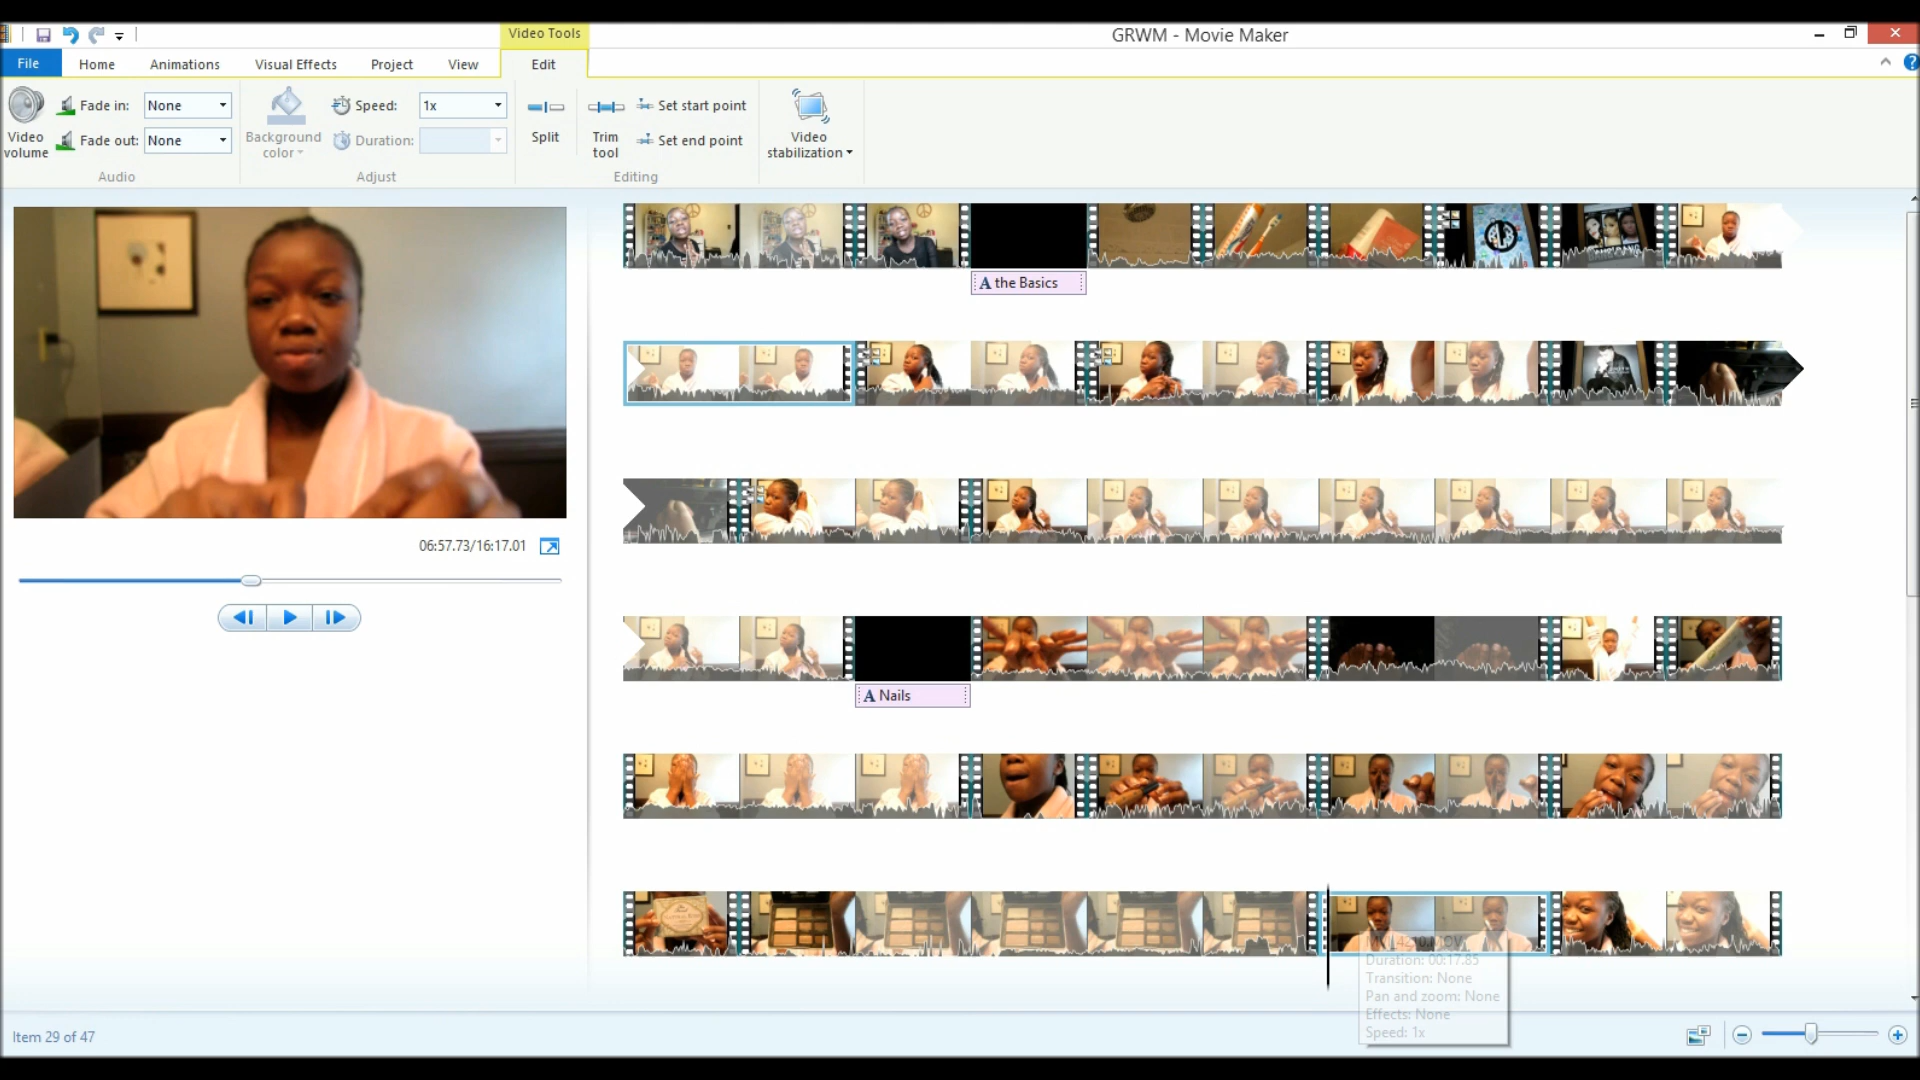 Video Tools
GRWM - Movie Maker
File
Home
Animations
Visual Effects
Project
View
Edit
Video volume
Fade in: None
Fade out: None
Audio
Background color
Speed: 1x
Duration:
Adjust
Split
Trim tool
Set start point
Set end point
Editing
Video stabilization
A the Basics
06:57.73/16:17.01
A Nails
Duration: 00:17.85
Transition: None
Pan and zoom: None
Effects: None
Speed: 1x
Item 29 of 47